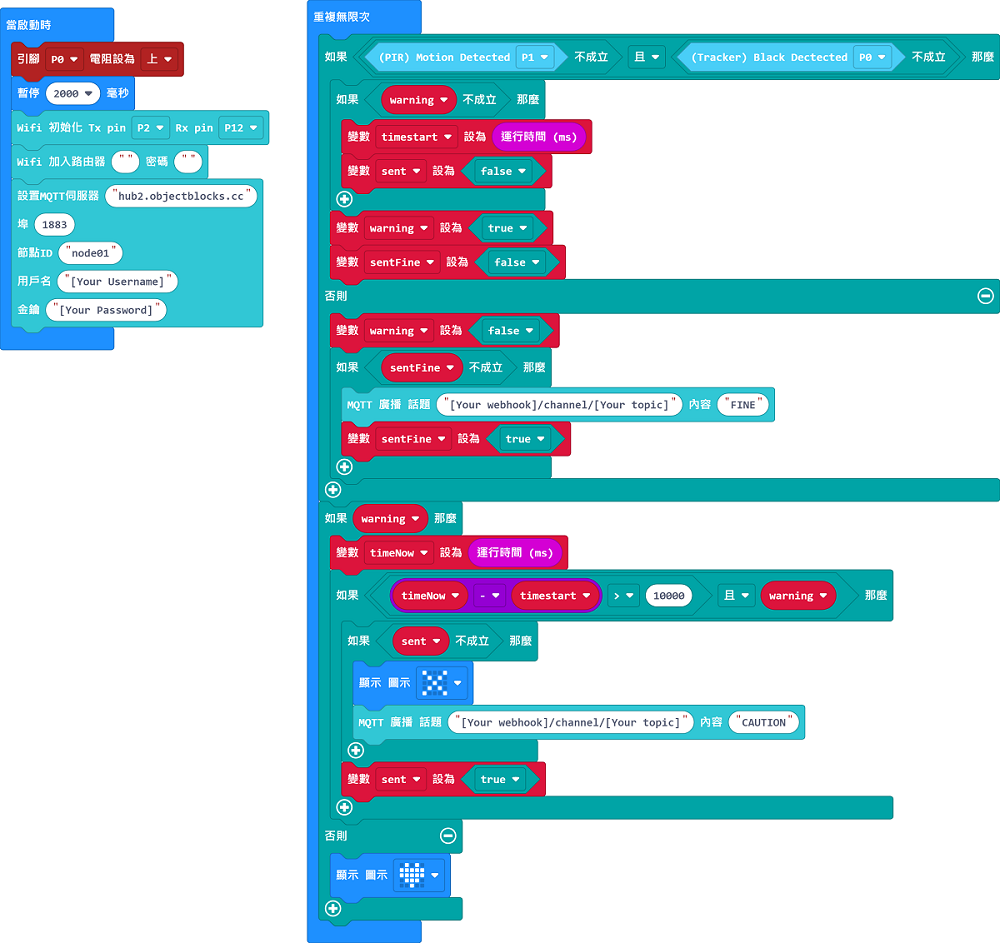 當啟動時
引腳 P0 電阻設為 上
暫停 2000 毫秒
Wifi 初始化 Tx pin P2 Rx pin P12
Wifi 加入路由器 " " 密碼 " "
設置MQTT伺服器 "hub2.objectblocks.cc"
埠 1883
節點ID "node01"
用戶名 "[Your Username]"
金鑰 "[Your Password]"
重複無限次
如果 (PIR) Motion Detected P1 不成立 且 (Tracker) Black Dectected P0 不成立 那麼
如果 warning 不成立 那麼
變數 timestart 設為 運行時間 (ms)
變數 sent 設為 false
變數 warning 設為 true
變數 sentFine 設為 false
否則
變數 warning 設為 false
如果 sentFine 不成立 那麼
MQTT 廣播 話題 "[Your webhook]/channel/[Your topic]" 內容 "FINE"
變數 sentFine 設為 true
如果 warning 那麼
變數 timeNow 設為 運行時間 (ms)
如果 timeNow - timestart > 10000 且 warning 那麼
如果 sent 不成立 那麼
顯示 圖示
MQTT 廣播 話題 "[Your webhook]/channel/[Your topic]" 內容 "CAUTION"
變數 sent 設為 true
否則
顯示 圖示